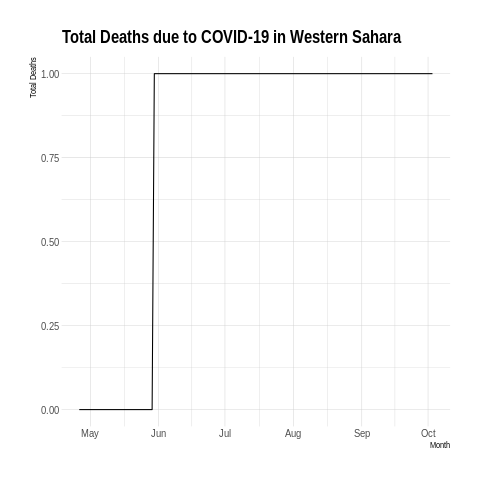 Total Deaths due to COVID-19 in Western Sahara
Total Deaths
1.00
0.75
0.50
0.25
0.00
May Jun Jul Aug Sep Oct
Month